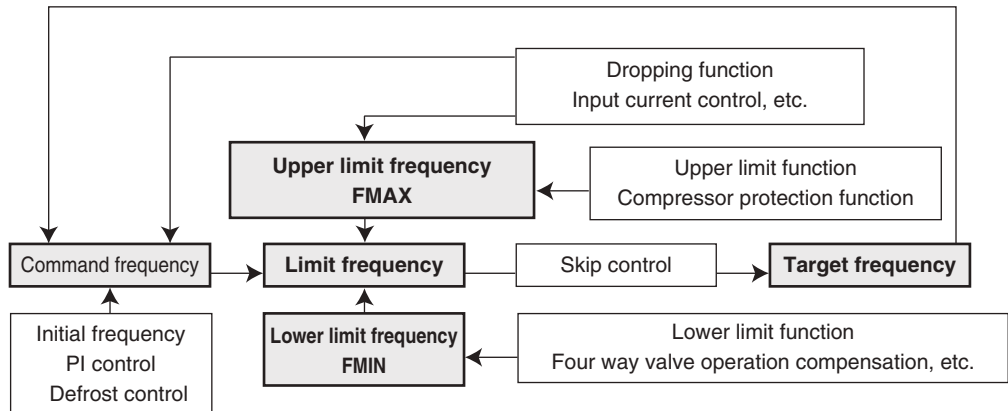 Dropping function
Input current control, etc.
Upper limit frequency
FMAX
Upper limit function
Compressor protection function
Command frequency
Limit frequency
Skip control
Target frequency
Initial frequency
PI control
Defrost control
Lower limit frequency
FMIN
Lower limit function
Four way valve operation compensation, etc.